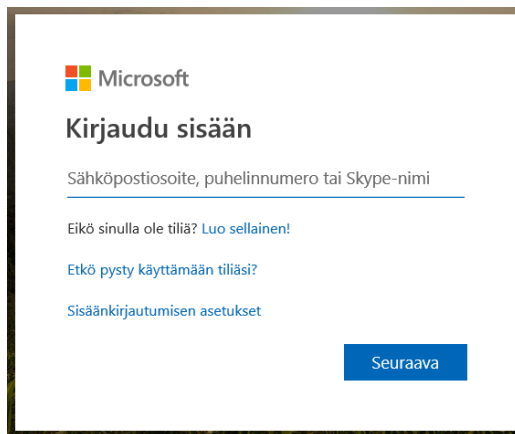 Microsoft
Kirjaudu sisään
Sähköpostiosoite, puhelinnumero tai Skype-nimi
Eikö sinulla ole tiliä? Luo sellainen!
Etkö pysty käyttämään tiliäsi?
Sisäänkirjautumisen asetukset
Seuraava